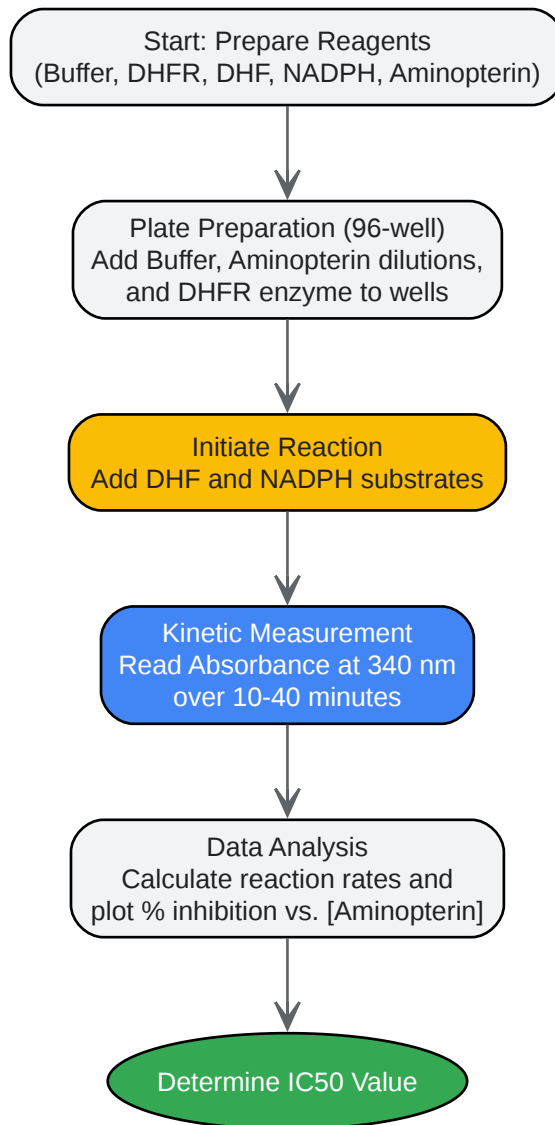 Start: Prepare Reagents
(Buffer, DHFR, DHF, NADPH, Aminopterin)
Plate Preparation (96-well)
Add Buffer, Aminopterin dilutions,
and DHFR enzyme to wells
Initiate Reaction
Add DHF and NADPH substrates
Kinetic Measurement
Read Absorbance at 340 nm
over 10-40 minutes
Data Analysis
Calculate reaction rates and
plot % inhibition vs. [Aminopterin]
Determine IC50 Value